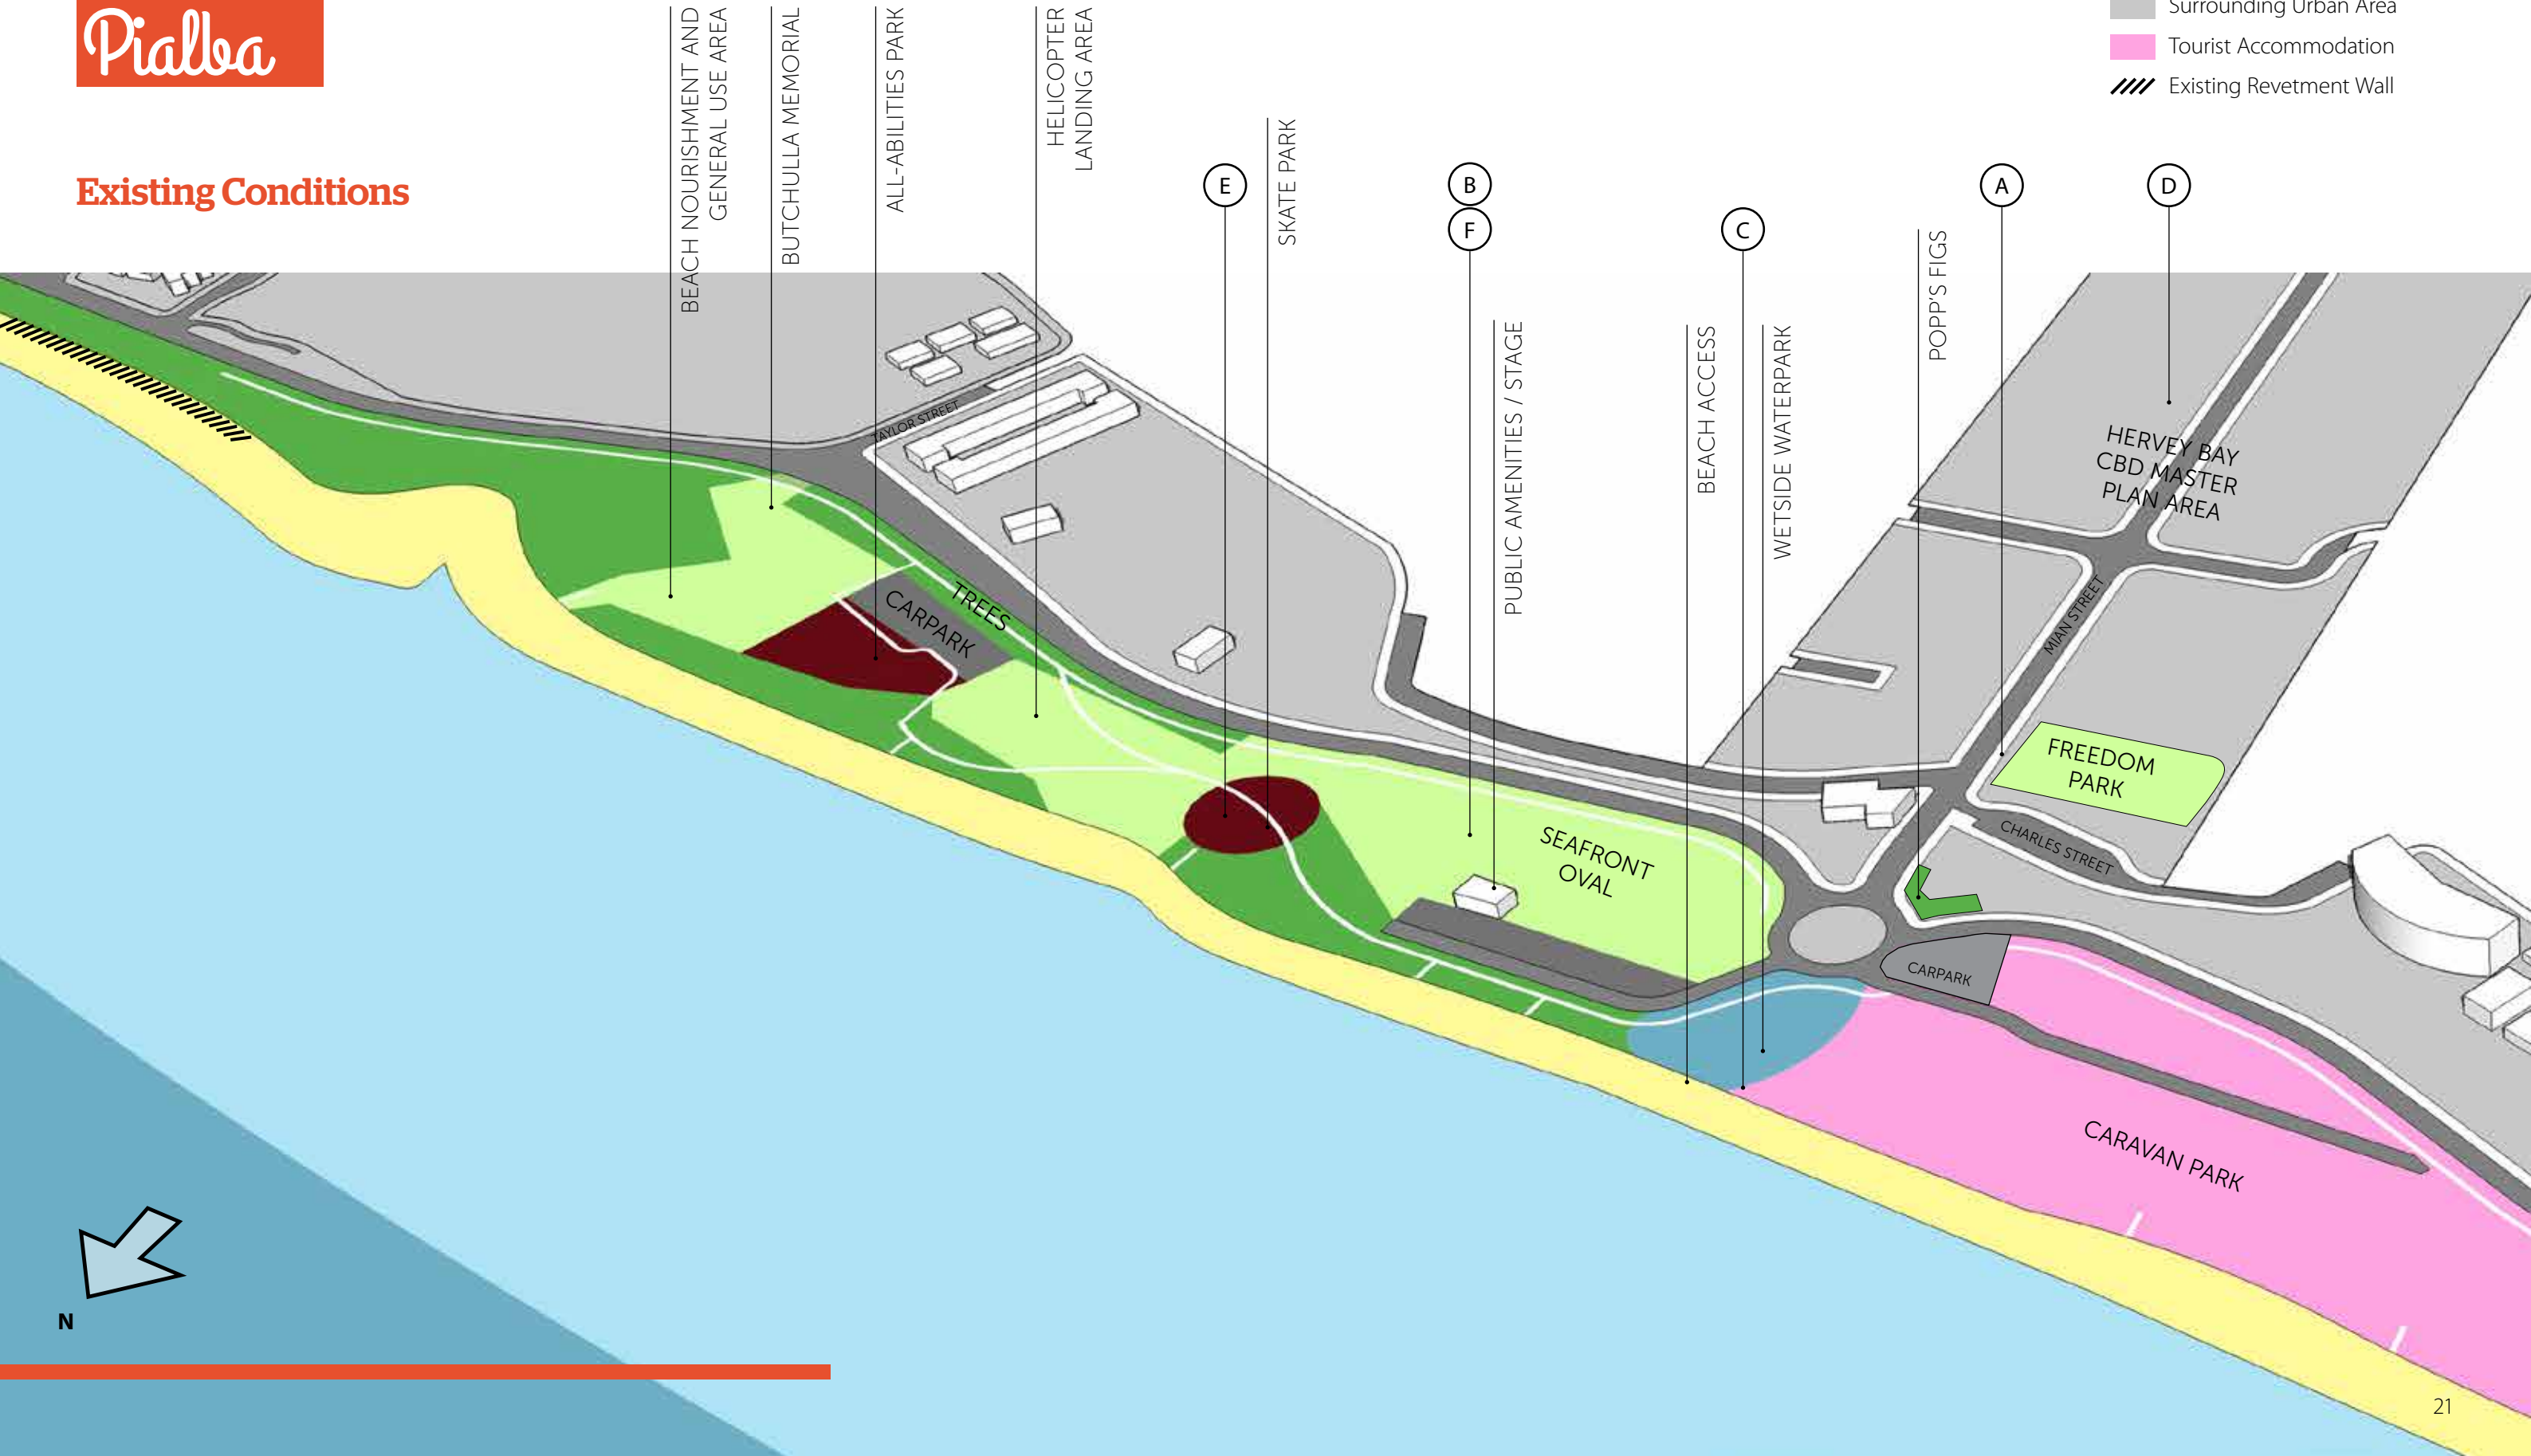 Pialba
Existing Conditions
Surrounding Urban Area
Tourist Accommodation
Existing Revetment Wall
BEACH NOURISHMENT AND
GENERAL USE AREA
BUTCHULLA MEMORIAL
ALL-ABILITIES PARK
HELICOPTER
LANDING AREA
E
SKATE PARK
B
F
PUBLIC AMENITIES / STAGE
BEACH ACCESS
C
WETSIDE WATERPARK
POPP'S FIGS
A
D
HERVEY BAY
CBD MASTER
PLAN AREA
TAYLOR STREET
TREES
CARPARK
MIAN STREET
FREEDOM
PARK
CHARLES STREET
SEAFRONT
OVAL
CARPARK
CARAVAN PARK
N
21